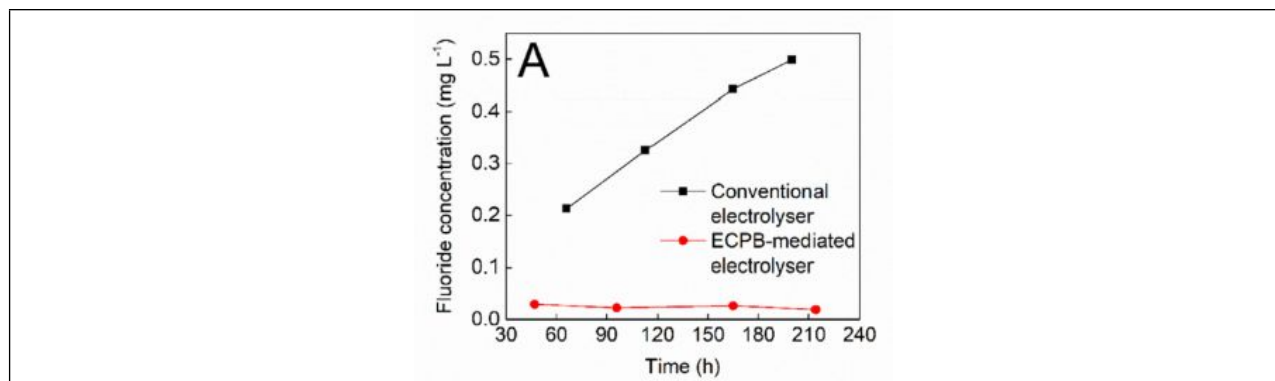 A
Fluoride concentration (mg L⁻¹)
0.5
0.4
0.3
0.2
0.1
0.0
Conventional
electrolyser
ECPB-mediated
electrolyser
30 60 90 120 150 180 210 240
Time (h)